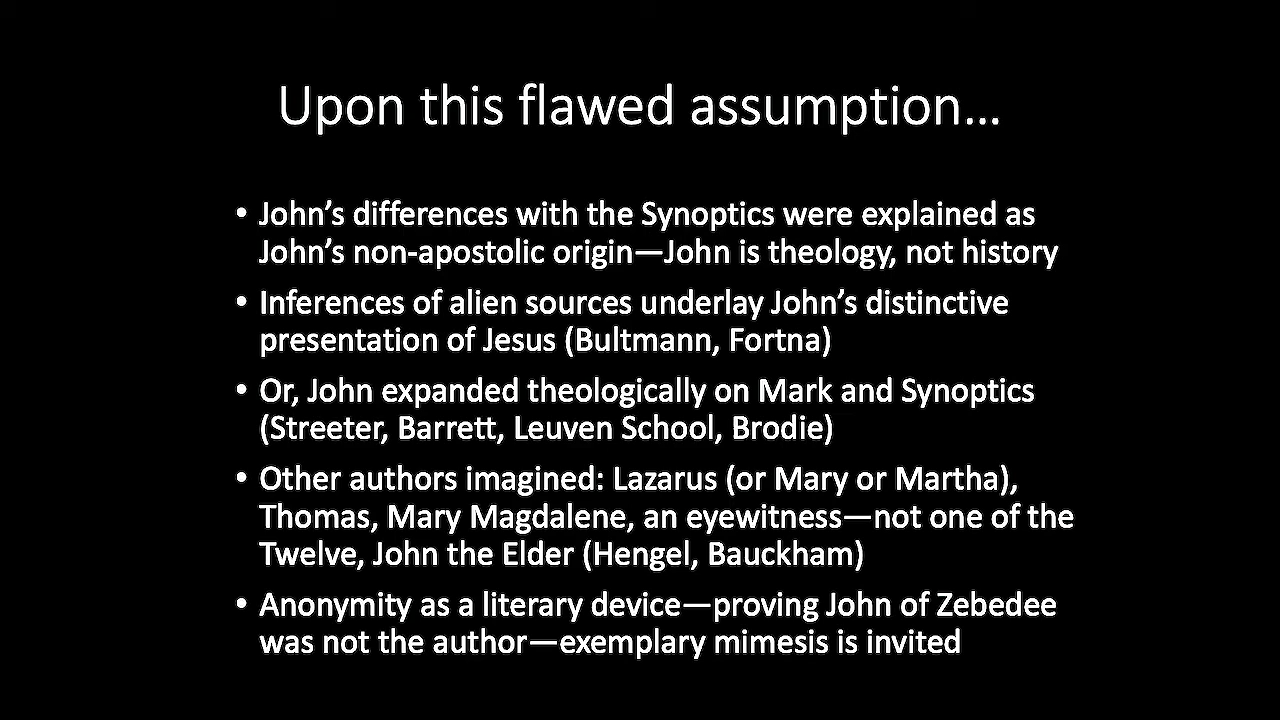 Upon this flawed assumption...
• John's differences with the Synoptics were explained as
John's non-apostolic origin—John is theology, not history
• Inferences of alien sources underlay John's distinctive
presentation of Jesus (Bultmann, Fortna)
• Or, John expanded theologically on Mark and Synoptics
(Streeter, Barrett, Leuven School, Brodie)
• Other authors imagined: Lazarus (or Mary or Martha),
Thomas, Mary Magdalene, an eyewitness—not one of the
Twelve, John the Elder (Hengel, Bauckham)
• Anonymity as a literary device—proving John of Zebedee
was not the author—exemplary mimesis is invited